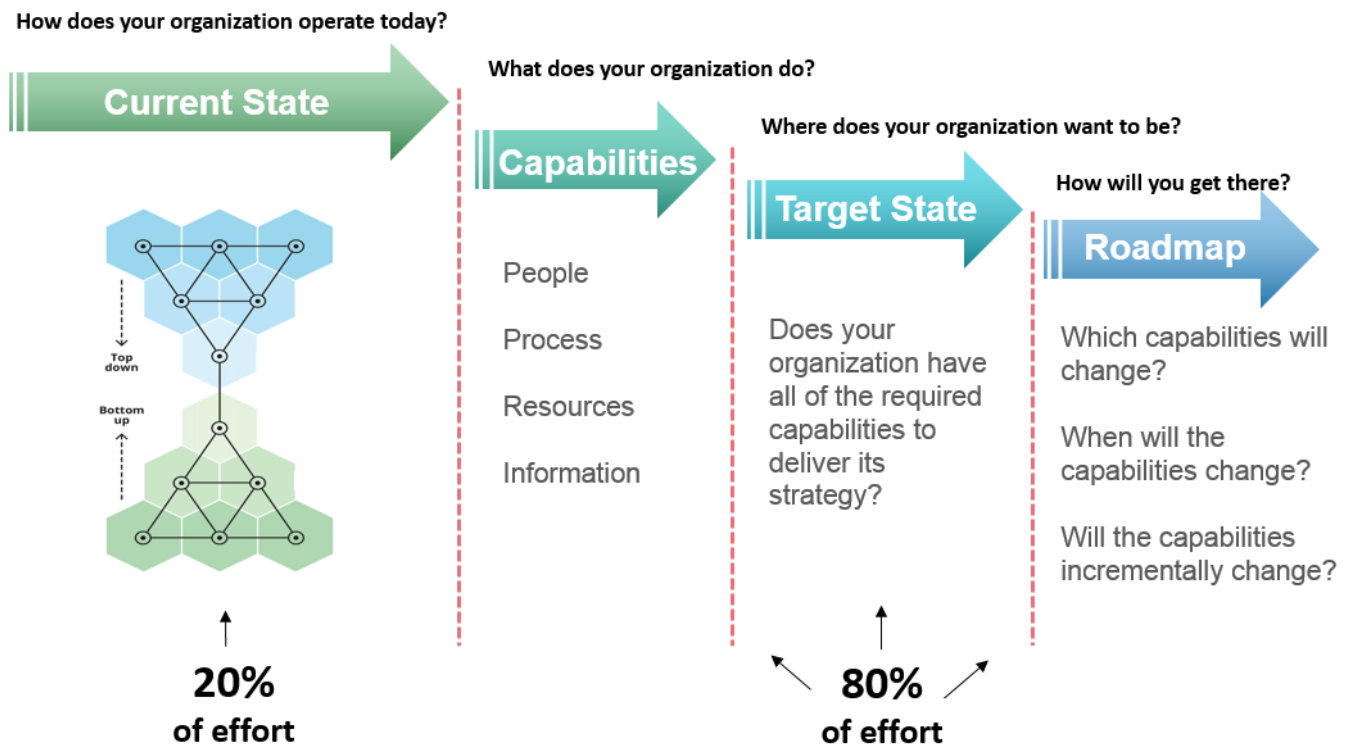 How does your organization operate today?
Current State
Top
down
Bottom
up
20%
of effort
What does your organization do?
Capabilities
People
Process
Resources
Information
Where does your organization want to be?
Target State
Does your
organization have
all of the required
capabilities to
deliver its
strategy?
80%
of effort
How will you get there?
Roadmap
Which capabilities will
change?
When will the
capabilities change?
Will the capabilities
incrementally change?